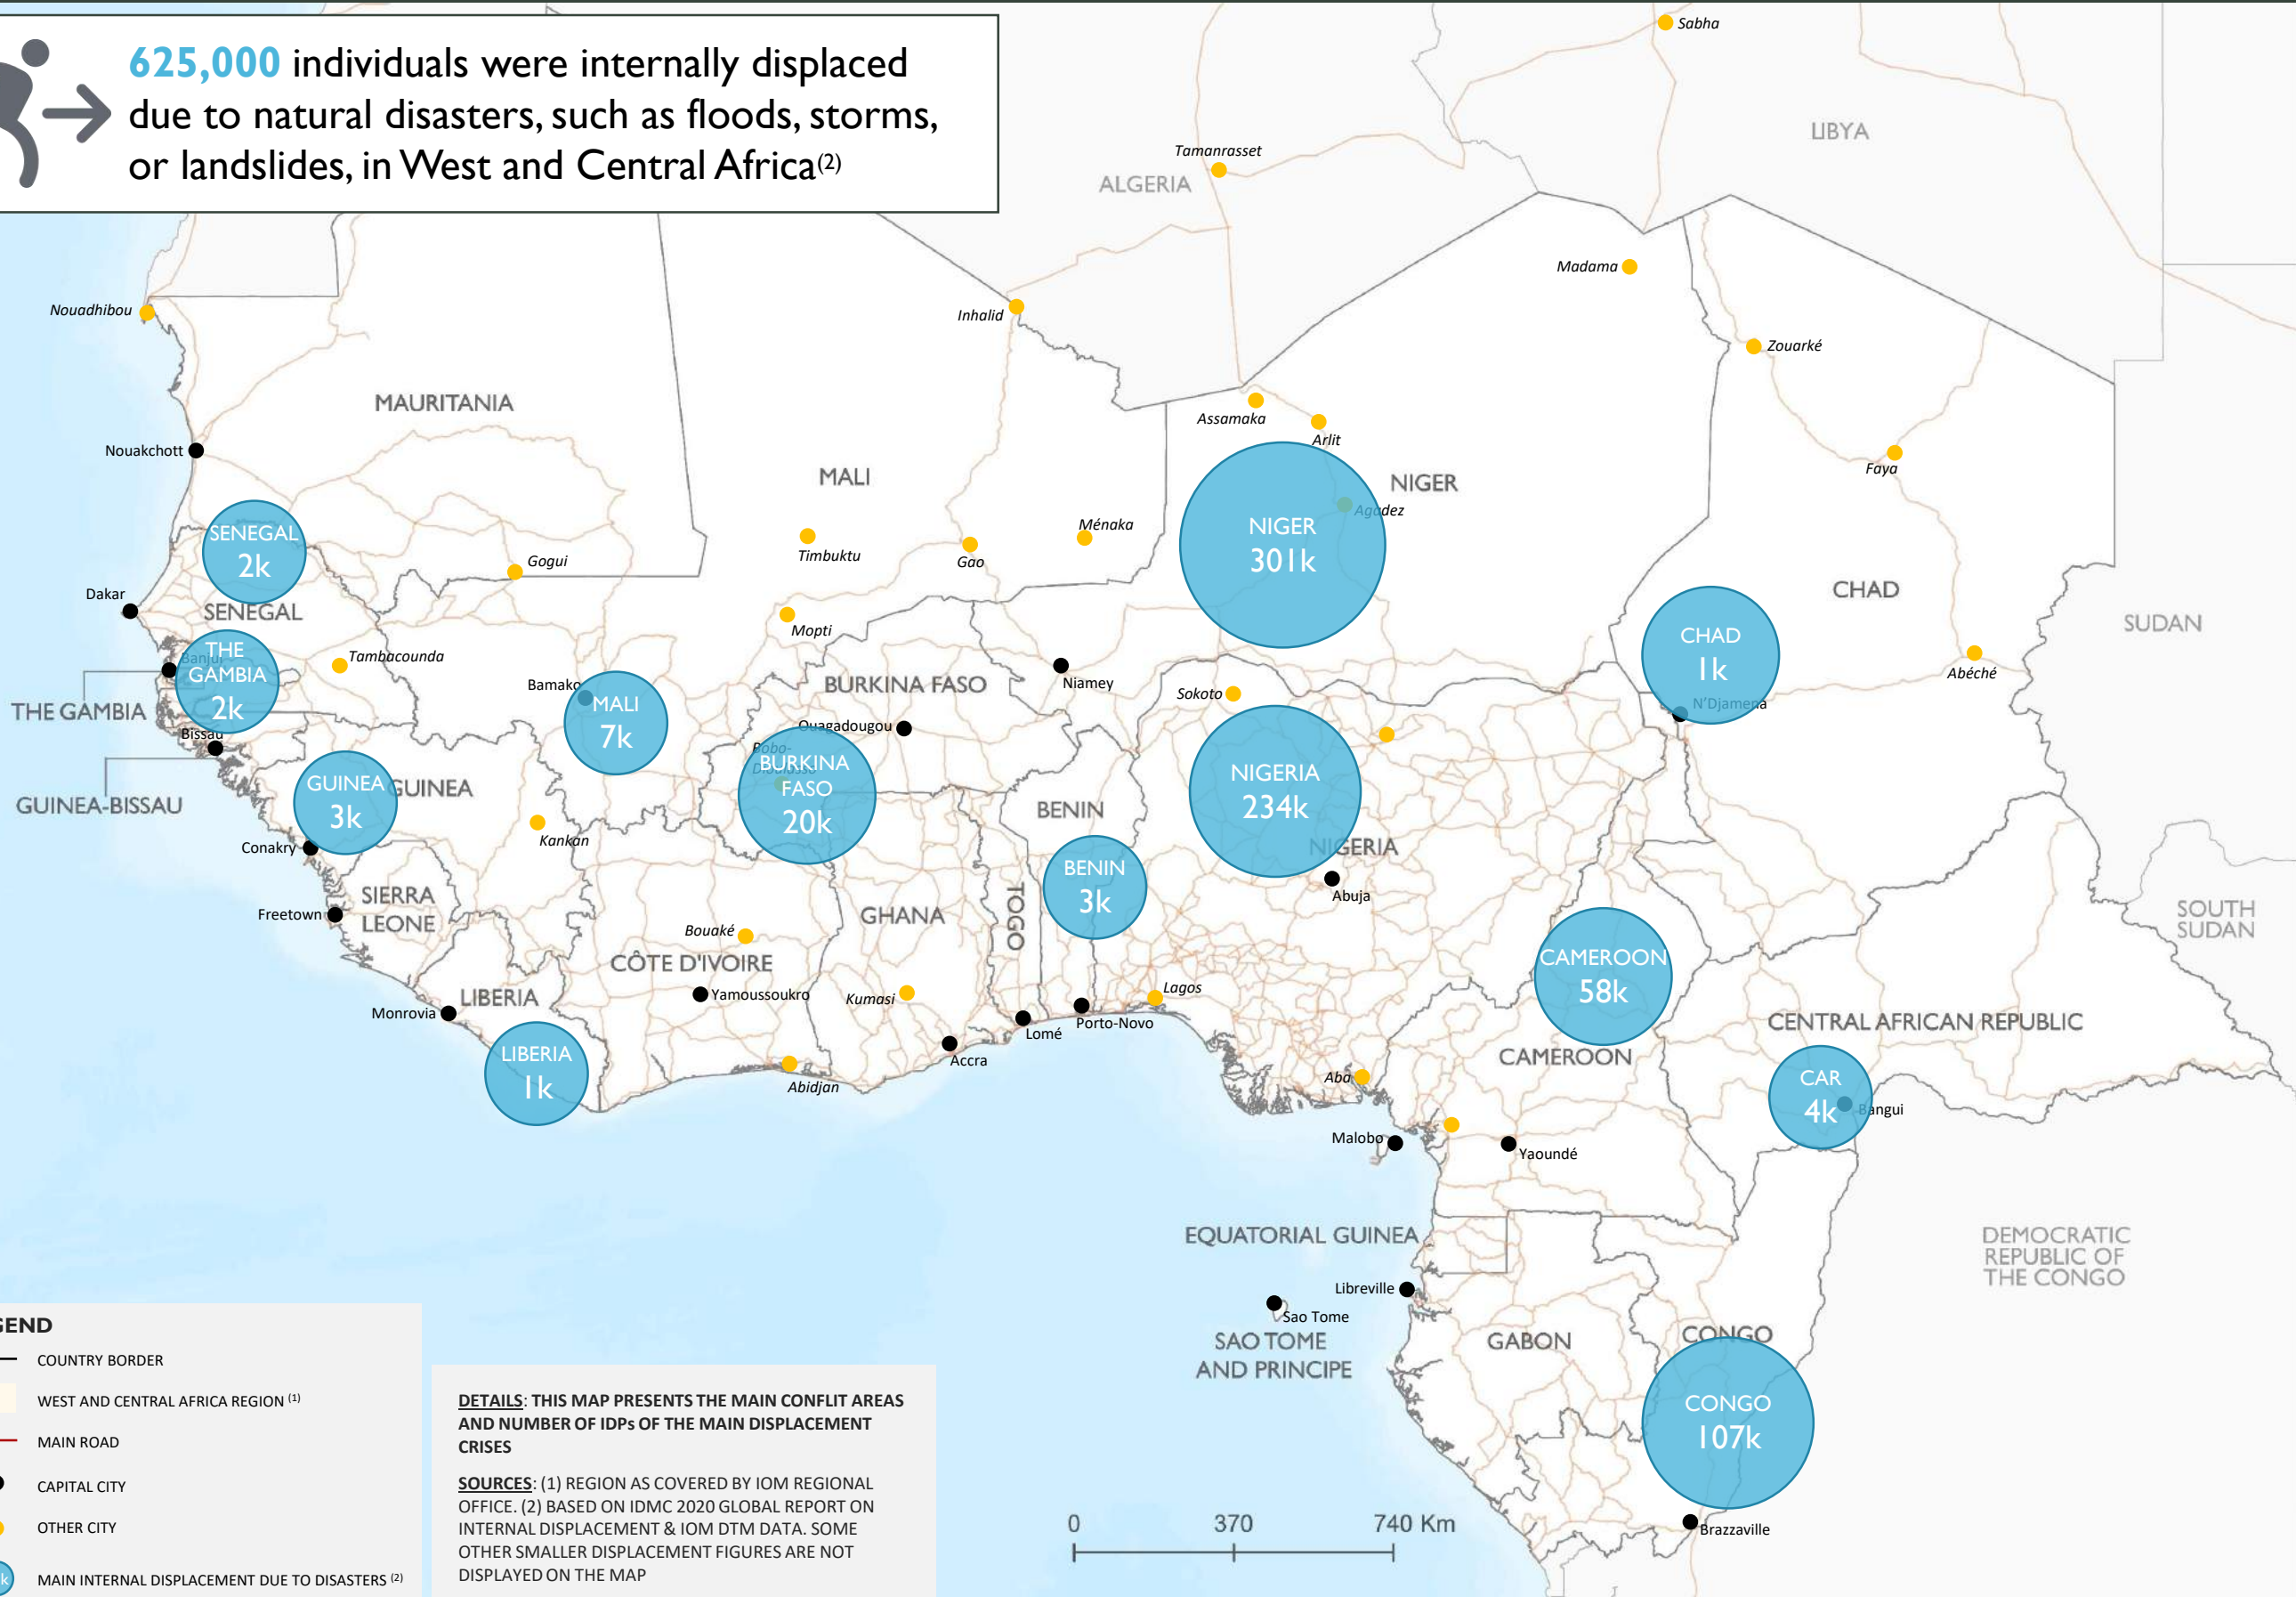 625,000 individuals were internally displaced
due to natural disasters, such as floods, storms,
or landslides, in West and Central Africa(2)
Sabha
LIBYA
Tamanrasset
ALGERIA
Madama
Nouadhibou
Inhalid
Zouarké
MAURITANIA
Assamaka
Arlit
Nouakchott
Faya
MALI
NIGER
Agadez
SENEGAL
2k
NIGER
301k
Ménaka
Timbuktu
Gao
Gogui
Dakar
SENEGAL
CHAD
SUDAN
Mopti
CHAD
1k
Abéché
N'Djamena
Banjul
THE
GAMBIA
2k
Tambacounda
THE GAMBIA
Bamako
MALI
7k
BURKINA FASO
Niamey
Sokoto
Ouagadougou
Bissau
Bobo-
Dioulasso
BURKINA
FASO
20k
NIGERIA
234k
GUINEA-BISSAU
GUINEA
3k
GUINEA
BENIN
Kankan
Conakry
NIGERIA
BENIN
3k
Abuja
SIERRA
LEONE
Freetown
GHANA
TOGO
SOUTH
SUDAN
Bouaké
CÔTE D'IVOIRE
CAMEROON
58k
Yamoussoukro
Kumasi
Lagos
LIBERIA
Monrovia
Porto-Novo
Lomé
CENTRAL AFRICAN REPUBLIC
LIBERIA
1k
Accra
CAMEROON
Abidjan
Aba
CAR
4k
Bangui
Malobo
Yaoundé
EQUATORIAL GUINEA
DEMOCRATIC
REPUBLIC OF
THE CONGO
Libreville
Sao Tome
SAO TOME
AND PRINCIPE
GABON
CONGO
CONGO
107k
Brazzaville
GEND
COUNTRY BORDER
WEST AND CENTRAL AFRICA REGION (1)
MAIN ROAD
CAPITAL CITY
OTHER CITY
k
MAIN INTERNAL DISPLACEMENT DUE TO DISASTERS (2)
DETAILS: THIS MAP PRESENTS THE MAIN CONFLIT AREAS
AND NUMBER OF IDPs OF THE MAIN DISPLACEMENT
CRISES
SOURCES: (1) REGION AS COVERED BY IOM REGIONAL
OFFICE. (2) BASED ON IDMC 2020 GLOBAL REPORT ON
INTERNAL DISPLACEMENT & IOM DTM DATA. SOME
OTHER SMALLER DISPLACEMENT FIGURES ARE NOT
DISPLAYED ON THE MAP
0 370 740 Km